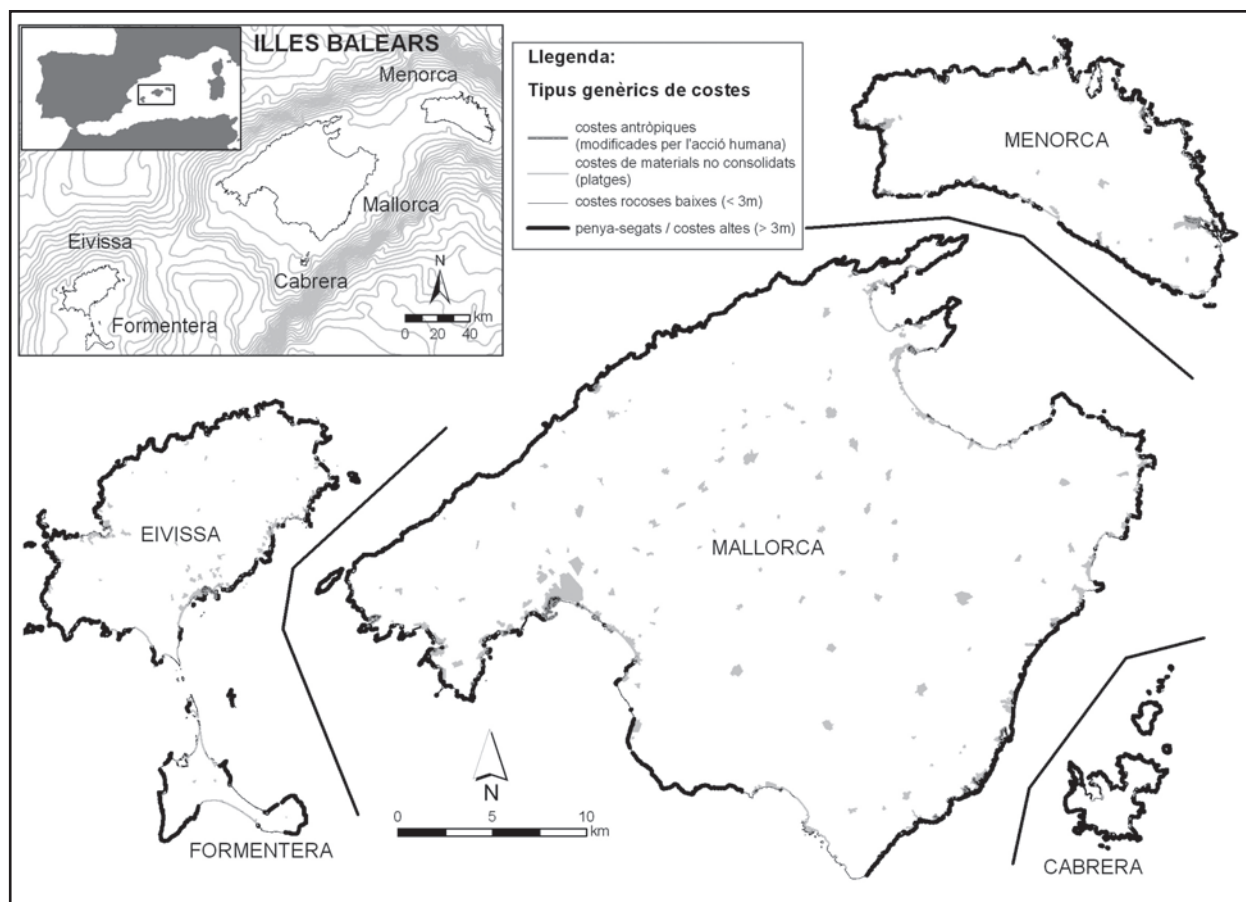 ILLES BALEARS
Menorca
Mallorca
Eivissa
Cabrera
Formentera
N
km
0 20 40
Llegenda:
Tipus genèrics de costes
costes antròpiques
(modificades per l'acció humana)
costes de materials no consolidats
(platges)
costes rocoses baixes (< 3m)
penya-segats / costes altes (> 3m)
MENORCA
EIVISSA
MALLORCA
N
0 5 10
km
FORMENTERA
CABRERA